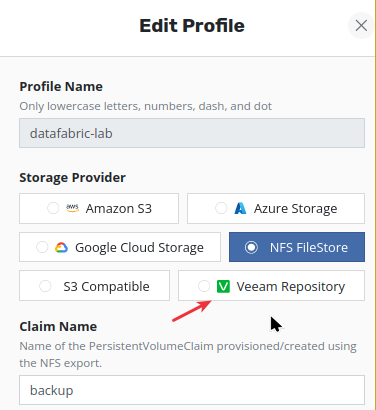 Edit Profile
Profile Name
Only lowercase letters, numbers, dash, and dot
datafabric-lab
Storage Provider
aws Amazon S3
Azure Storage
Google Cloud Storage
NFS FileStore
S3 Compatible
V Veeam Repository
Claim Name
Name of the PersistentVolumeClaim provisioned/created using
the NFS export.
backup